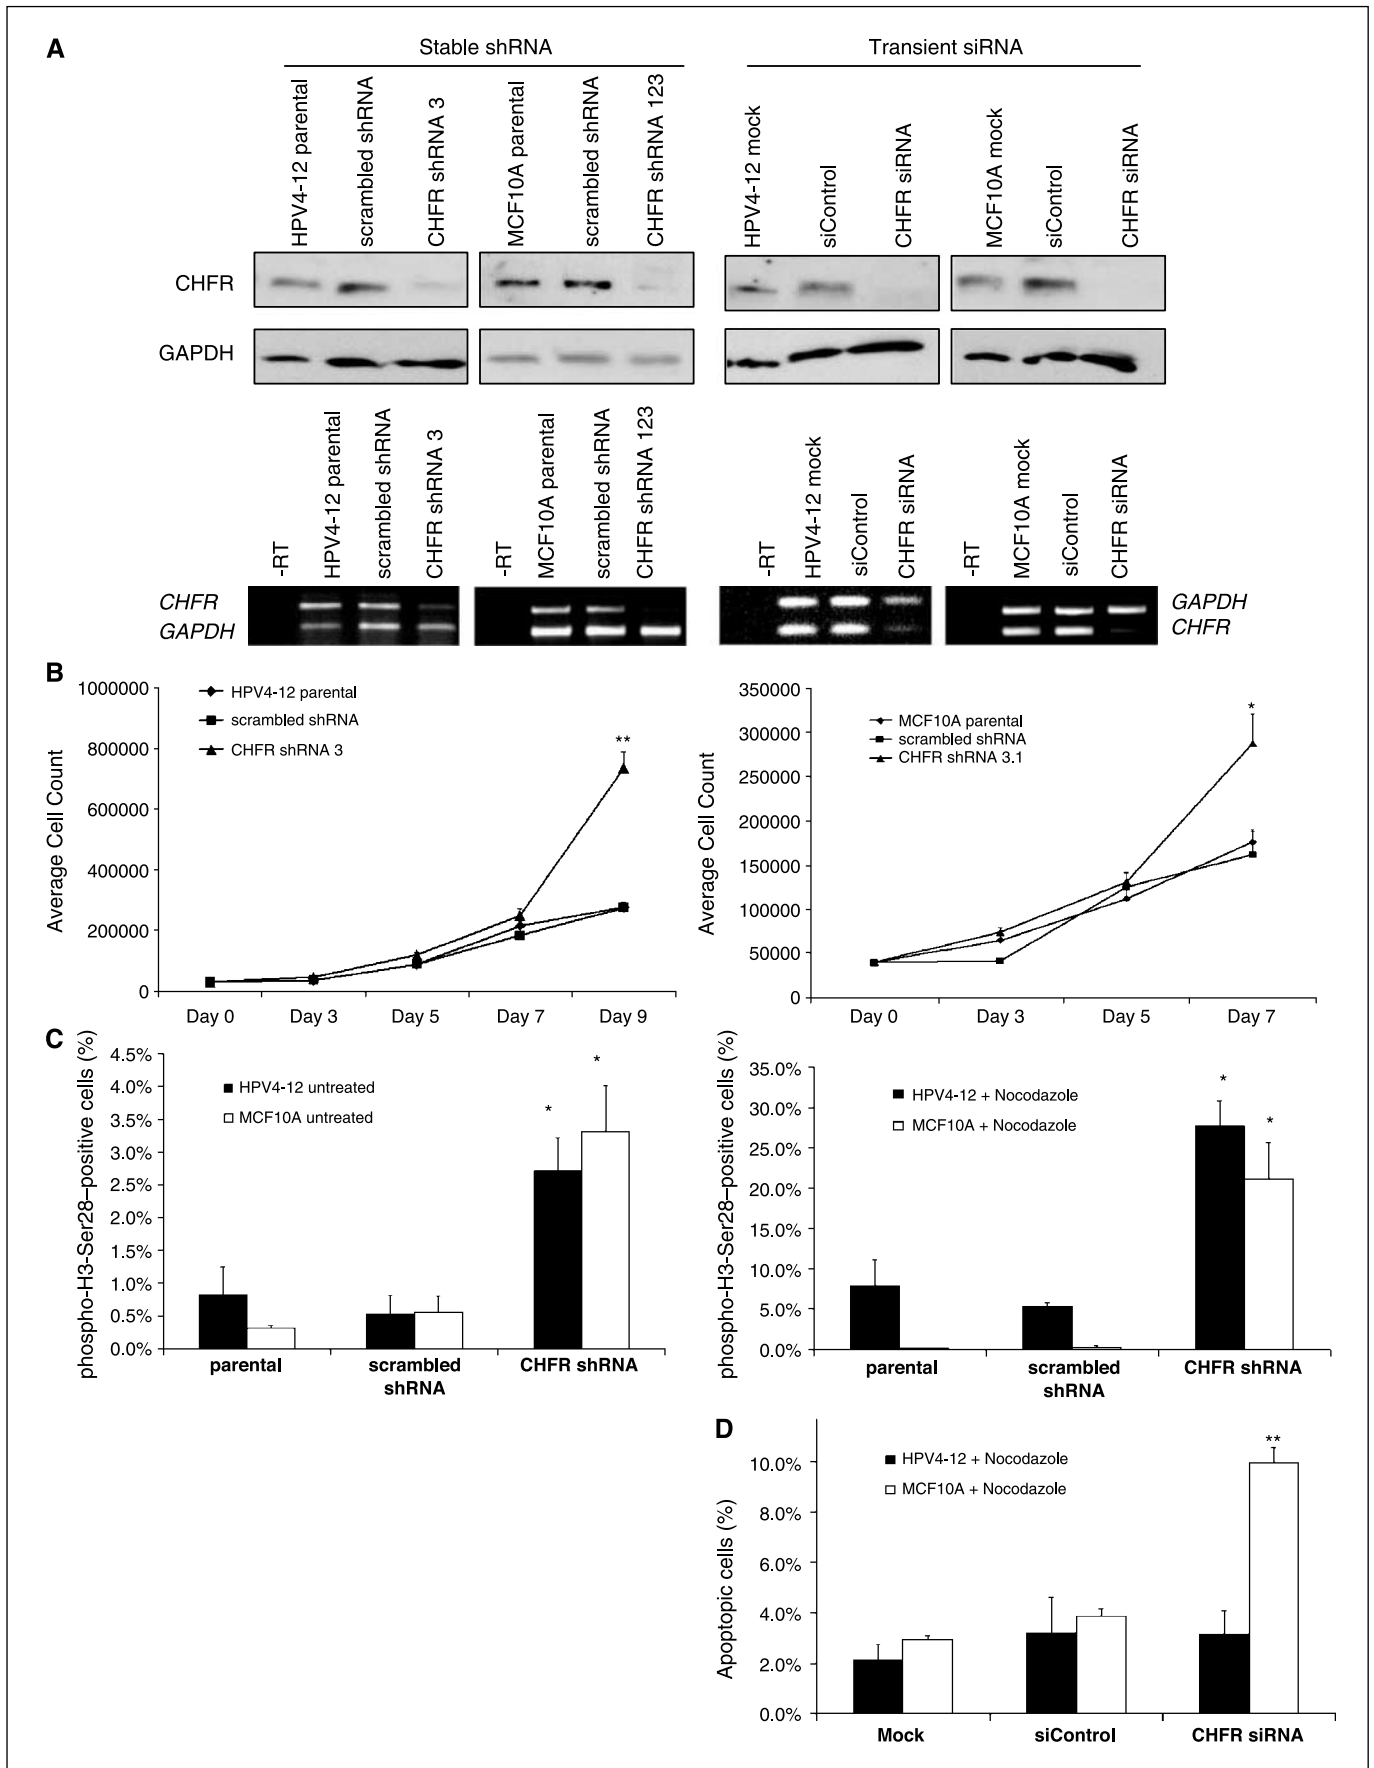 A
Stable shRNA
Transient siRNA
HPV4-12 parental
scrambled shRNA
CHFR shRNA 3
MCF10A parental
scrambled shRNA
CHFR shRNA 123
HPV4-12 mock
siControl
CHFR siRNA
MCF10A mock
siControl
CHFR siRNA
CHFR
GAPDH
-RT
HPV4-12 parental
scrambled shRNA
CHFR shRNA 3
-RT
MCF10A parental
scrambled shRNA
CHFR shRNA 123
-RT
HPV4-12 mock
siControl
CHFR siRNA
-RT
MCF10A mock
siControl
CHFR siRNA
CHFR
GAPDH
GAPDH
CHFR
B
Average Cell Count
1000000
800000
600000
400000
200000
0
HPV4-12 parental
scrambled shRNA
CHFR shRNA 3
**
Day 0
Day 3
Day 5
Day 7
Day 9
Average Cell Count
350000
300000
250000
200000
150000
100000
50000
0
MCF10A parental
scrambled shRNA
CHFR shRNA 3.1
*
Day 0
Day 3
Day 5
Day 7
C
phospho-H3-Ser28–positive cells (%)
4.5%
4.0%
3.5%
3.0%
2.5%
2.0%
1.5%
1.0%
0.5%
0.0%
HPV4-12 untreated
MCF10A untreated
*
*
parental
scrambled
shRNA
CHFR shRNA
phospho-H3-Ser28–positive cells (%)
35.0%
30.0%
25.0%
20.0%
15.0%
10.0%
5.0%
0.0%
HPV4-12 + Nocodazole
MCF10A + Nocodazole
*
*
parental
scrambled
shRNA
CHFR shRNA
D
Apoptopic cells (%)
10.0%
8.0%
6.0%
4.0%
2.0%
0.0%
HPV4-12 + Nocodazole
MCF10A + Nocodazole
**
Mock
siControl
CHFR siRNA